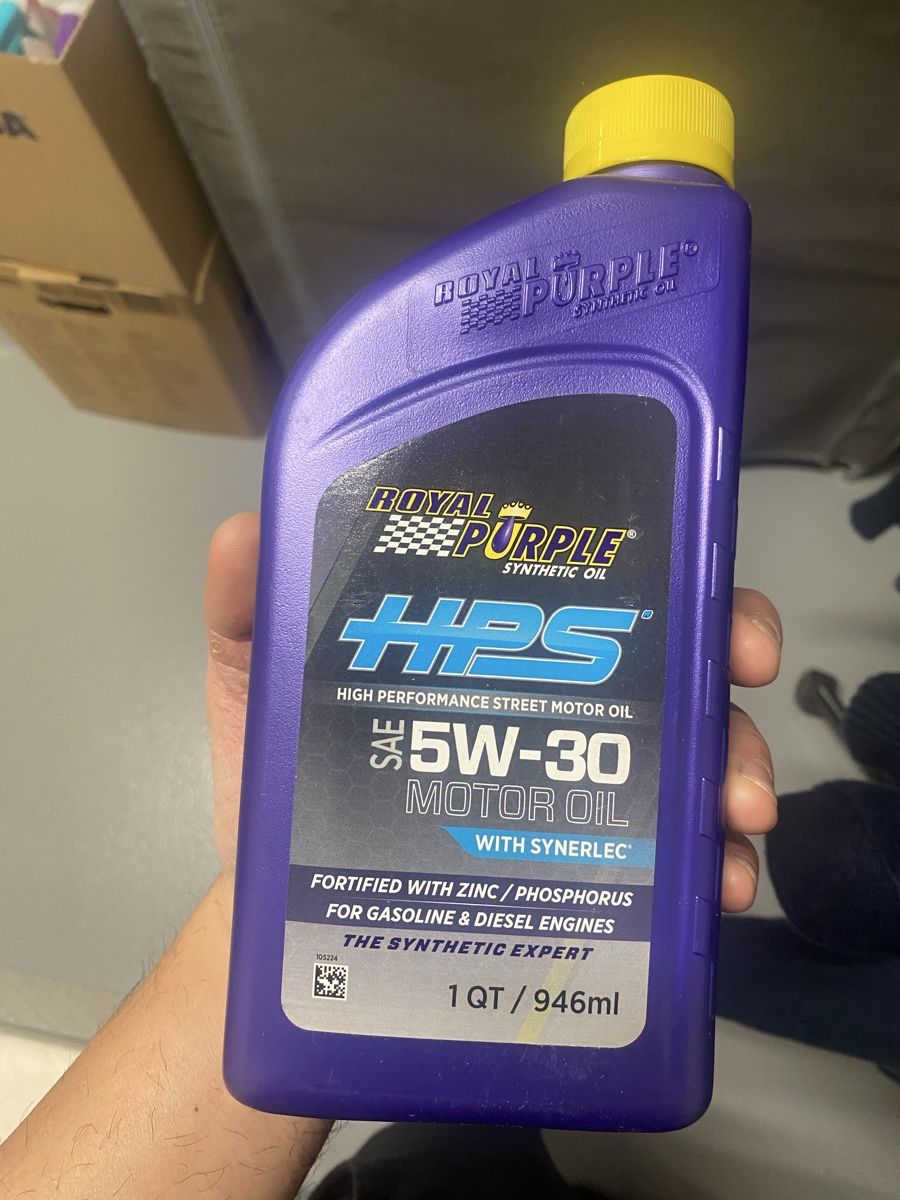 ROYAL
PURPLE®
SYNTHETIC OIL
ROYAL
PURPLE®
SYNTHETIC OIL
HPS®
HIGH PERFORMANCE STREET MOTOR OIL
SAE 5W-30
MOTOR OIL
WITH SYNERLEC®
FORTIFIED WITH ZINC / PHOSPHORUS
FOR GASOLINE & DIESEL ENGINES
THE SYNTHETIC EXPERT
105224
1 QT / 946ml